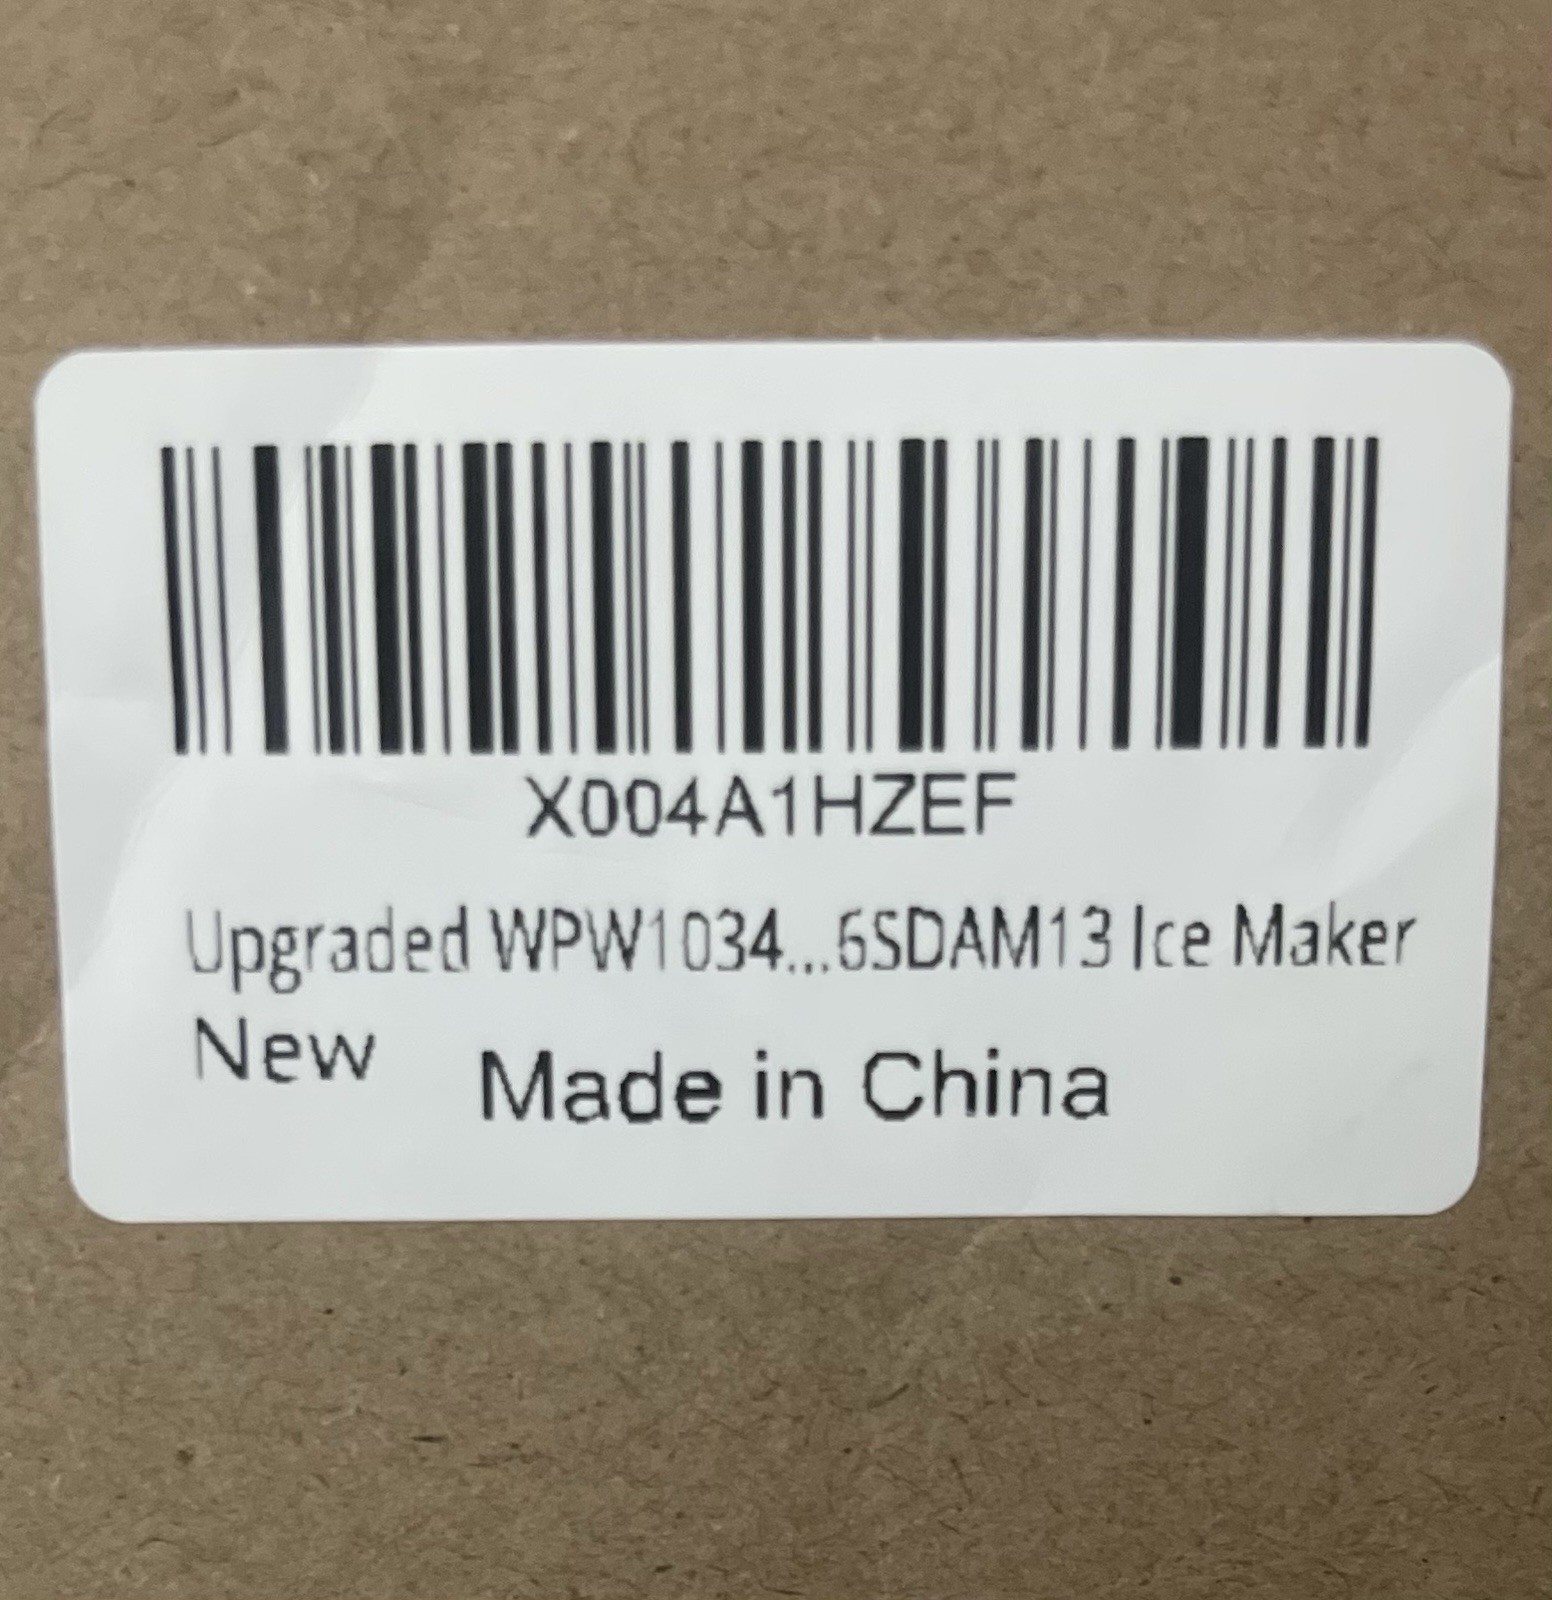 X004A1HZEF
Upgraded WPW1034...6SDAM13 Ice Maker
New
Made in China